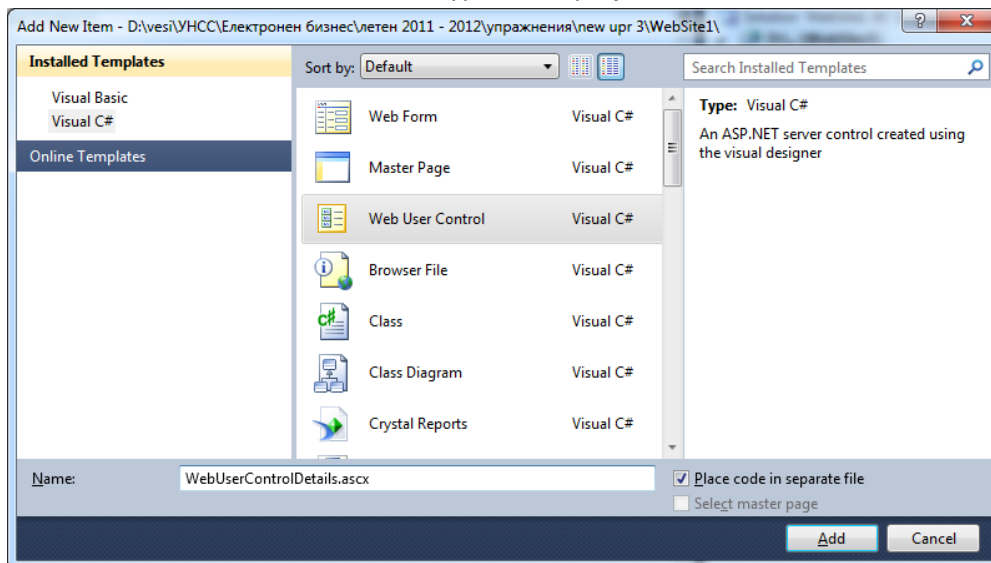 Add New Item - D:\vesi\УНСС\Електронен бизнес\летен 2011 - 2012\упражнения\new upr 3\WebSite1\
Installed Templates
Visual Basic
Visual C#
Online Templates
Sort by: Default
Web Form Visual C#
Master Page Visual C#
Web User Control Visual C#
Browser File Visual C#
Class Visual C#
Class Diagram Visual C#
Crystal Reports Visual C#
Search Installed Templates
Type: Visual C#
An ASP.NET server control created using
the visual designer
Name: WebUserControlDetails.ascx
Place code in separate file
Select master page
Add Cancel